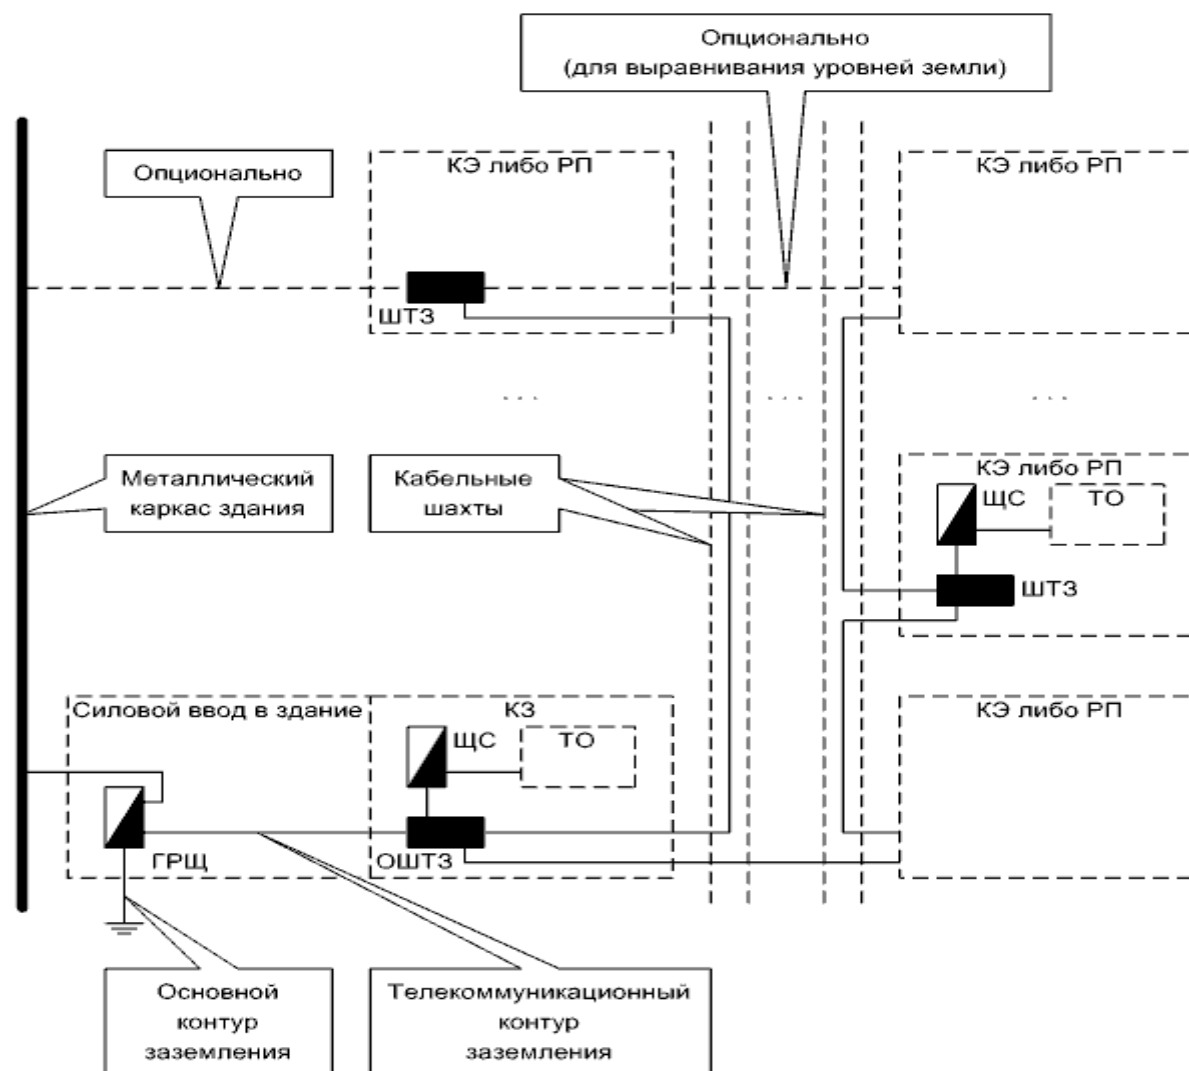 Опционально
(для выравнивания уровней земли)
Опционально
КЭ либо РП
КЭ либо РП
ШТЗ
. . .
. . .
. . .
Металлический
каркас здания
Кабельные
шахты
КЭ либо РП
ЩС
ТО
ШТЗ
Силовой ввод в здание
КЗ
КЭ либо РП
ЩС
ТО
ГРЩ
ОШТЗ
Основной
контур
заземления
Телекоммуникационный
контур
заземления